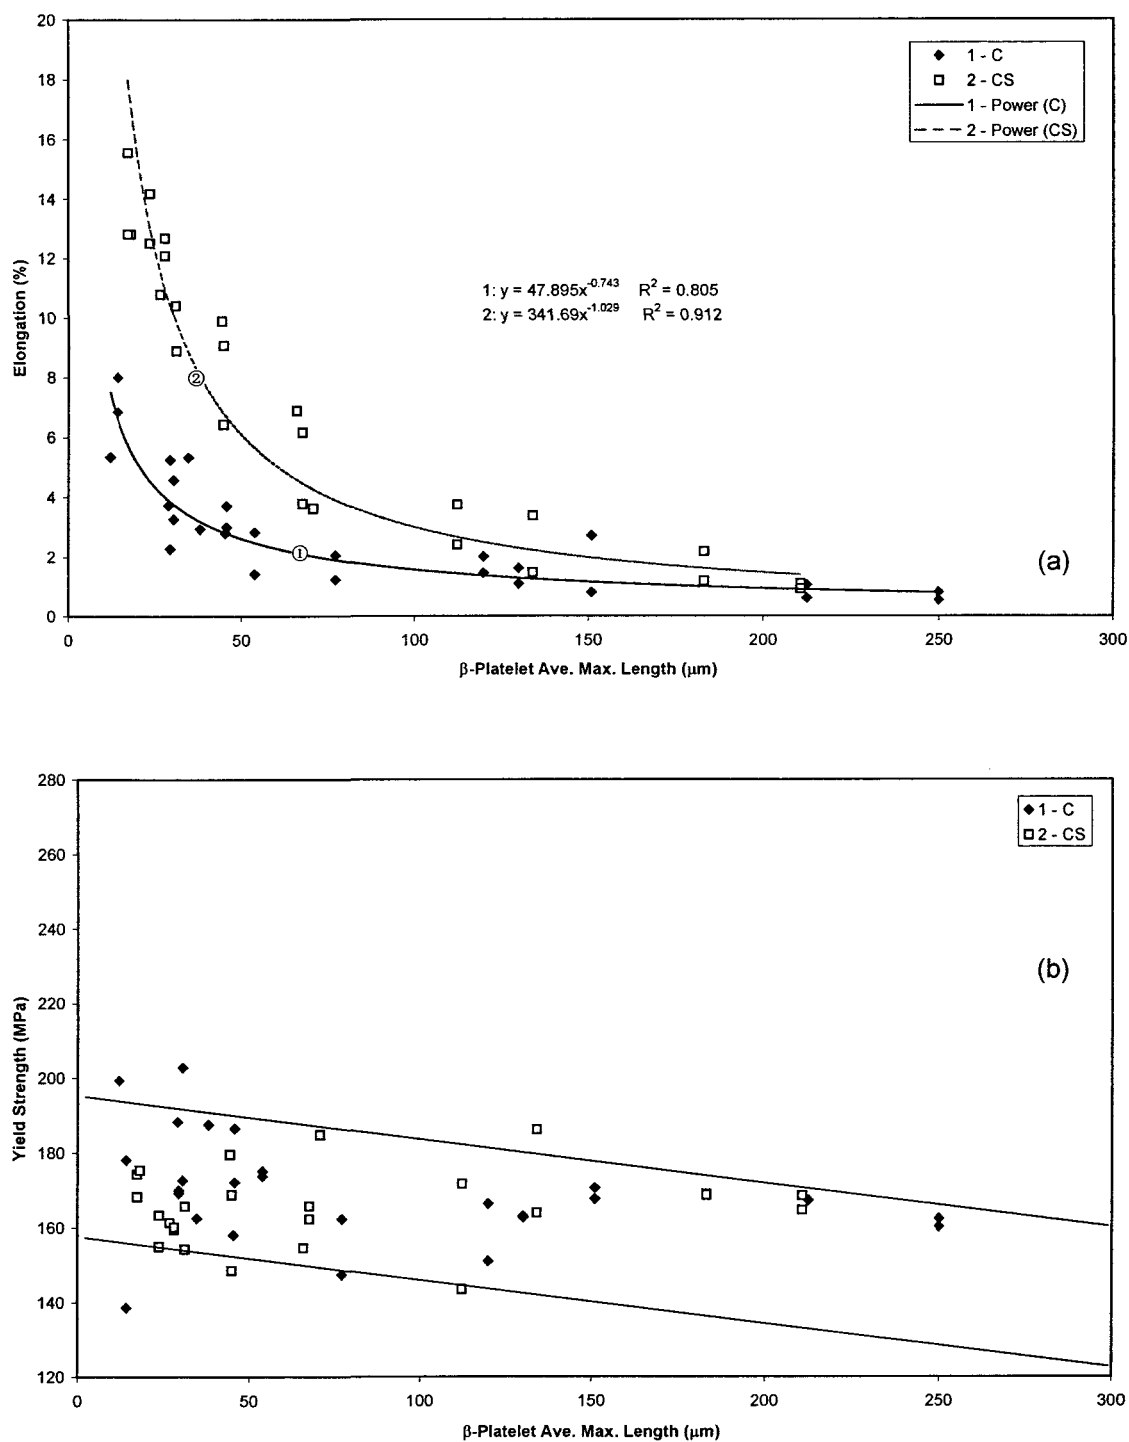 20
18
16
14
12
10
8
6
4
2
0
Elongation (%)
1 - C
2 - CS
1 - Power (C)
2 - Power (CS)
1: y = 47.895x^-0.743 R^2 = 0.805
2: y = 341.69x^-1.029 R^2 = 0.912
②
①
(a)
0 50 100 150 200 250 300
β-Platelet Ave. Max. Length (μm)
280
260
240
220
200
180
160
140
120
Yield Strength (MPa)
1 - C
2 - CS
(b)
0 50 100 150 200 250 300
β-Platelet Ave. Max. Length (μm)